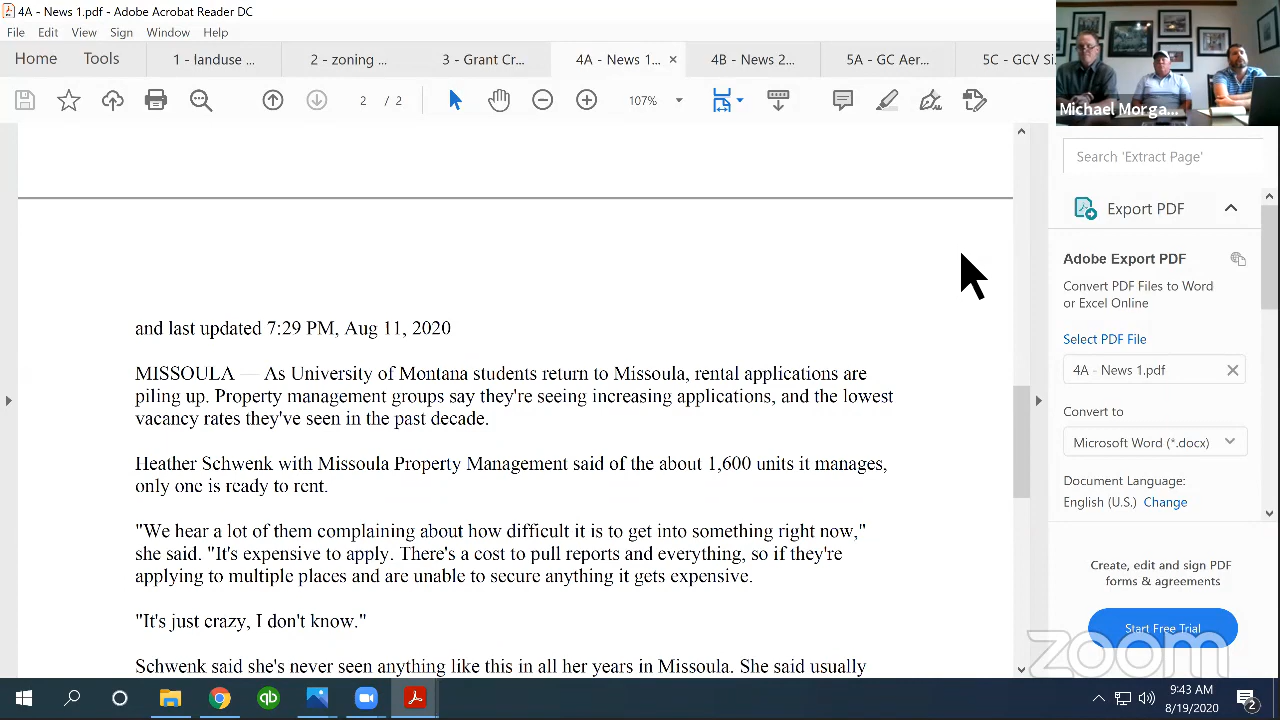 4A - News 1.pdf - Adobe Acrobat Reader DC
File Edit View Sign Window Help
Home Tools 1 - landuse ... 2 - zoning ... 3 - Grant Cr... 4A - News 1... × 4B - News 2... 5A - GC Aer... 5C - GCV Si...
2 / 2 107%
Michael Morga...
Search 'Extract Page'
Export PDF
Adobe Export PDF
Convert PDF Files to Word
or Excel Online
Select PDF File
4A - News 1.pdf
Convert to
Microsoft Word (*.docx)
Document Language:
English (U.S.) Change
Create, edit and sign PDF
forms & agreements
Start Free Trial
and last updated 7:29 PM, Aug 11, 2020
MISSOULA — As University of Montana students return to Missoula, rental applications are
piling up. Property management groups say they're seeing increasing applications, and the lowest
vacancy rates they've seen in the past decade.
Heather Schwenk with Missoula Property Management said of the about 1,600 units it manages,
only one is ready to rent.
"We hear a lot of them complaining about how difficult it is to get into something right now,"
she said. "It's expensive to apply. There's a cost to pull reports and everything, so if they're
applying to multiple places and are unable to secure anything it gets expensive.
"It's just crazy, I don't know."
Schwenk said she's never seen anything like this in all her years in Missoula. She said usually
zoom
qb
9:43 AM
8/19/2020
2